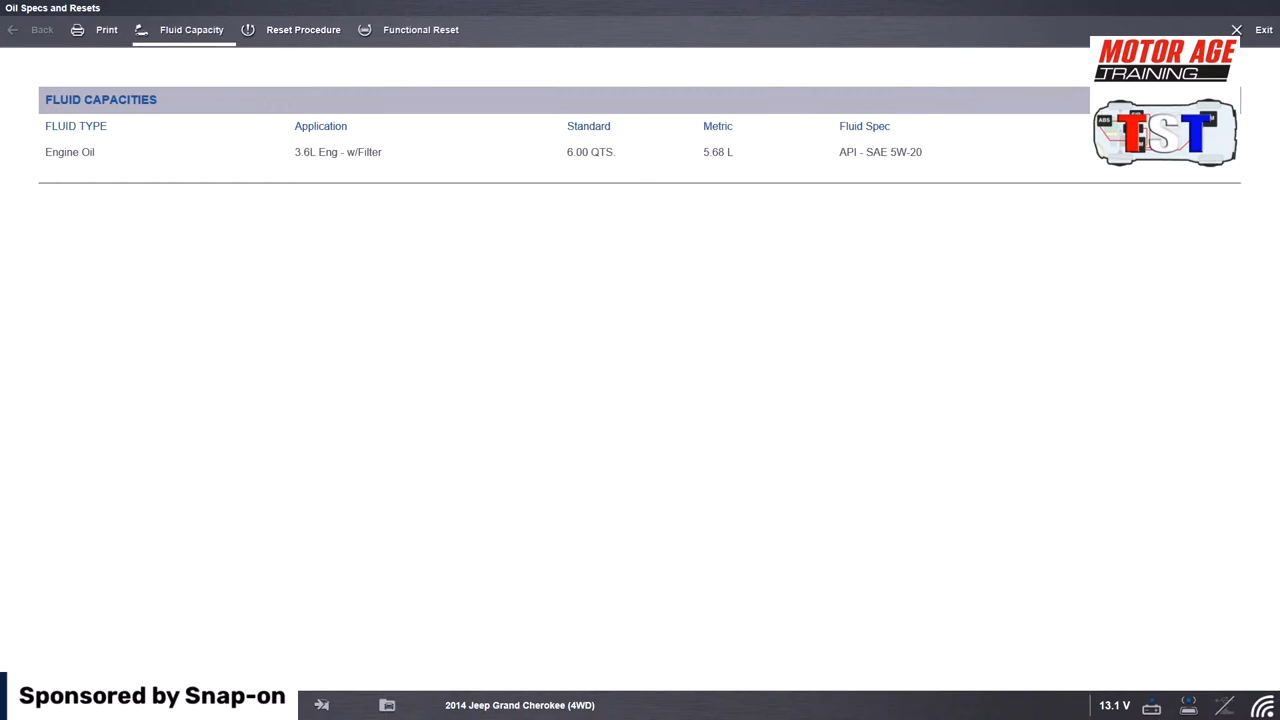 Oil Specs and Resets
Back Print Fluid Capacity Reset Procedure Functional Reset Exit
MOTOR AGE
TRAINING
FLUID CAPACITIES
FLUID TYPE Application Standard Metric Fluid Spec
ABS TST
Engine Oil 3.6L Eng - w/Filter 6.00 QTS. 5.68 L API - SAE 5W-20
Sponsored by Snap-on
2014 Jeep Grand Cherokee (4WD) 13.1 V